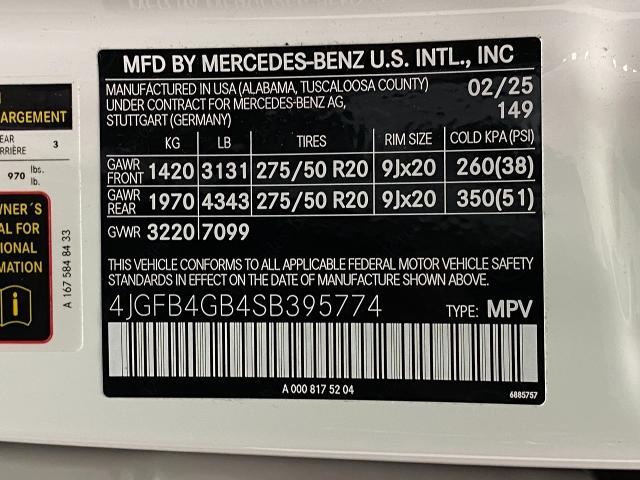 ARGEMENT
EAR
RRIÈRE
3
970 lbs.
lb.
WNER´S
AL FOR
IONAL
MATION
A 167 584 84 33
MFD BY MERCEDES-BENZ U.S. INTL., INC
MANUFACTURED IN USA (ALABAMA, TUSCALOOSA COUNTY) 02/25
UNDER CONTRACT FOR MERCEDES-BENZ AG, 149
STUTTGART (GERMANY)
KG LB TIRES RIM SIZE COLD KPA (PSI)
GAWR FRONT 1420 3131 275/50 R20 9Jx20 260(38)
GAWR REAR 1970 4343 275/50 R20 9Jx20 350(51)
GVWR 3220 7099
THIS VEHICLE CONFORMS TO ALL APPLICABLE FEDERAL MOTOR VEHICLE SAFETY
STANDARDS IN EFFECT ON THE DATE OF MANUFACTURE SHOWN ABOVE.
4JGFB4GB4SB395774 TYPE: MPV
A 000 817 52 04
6885757